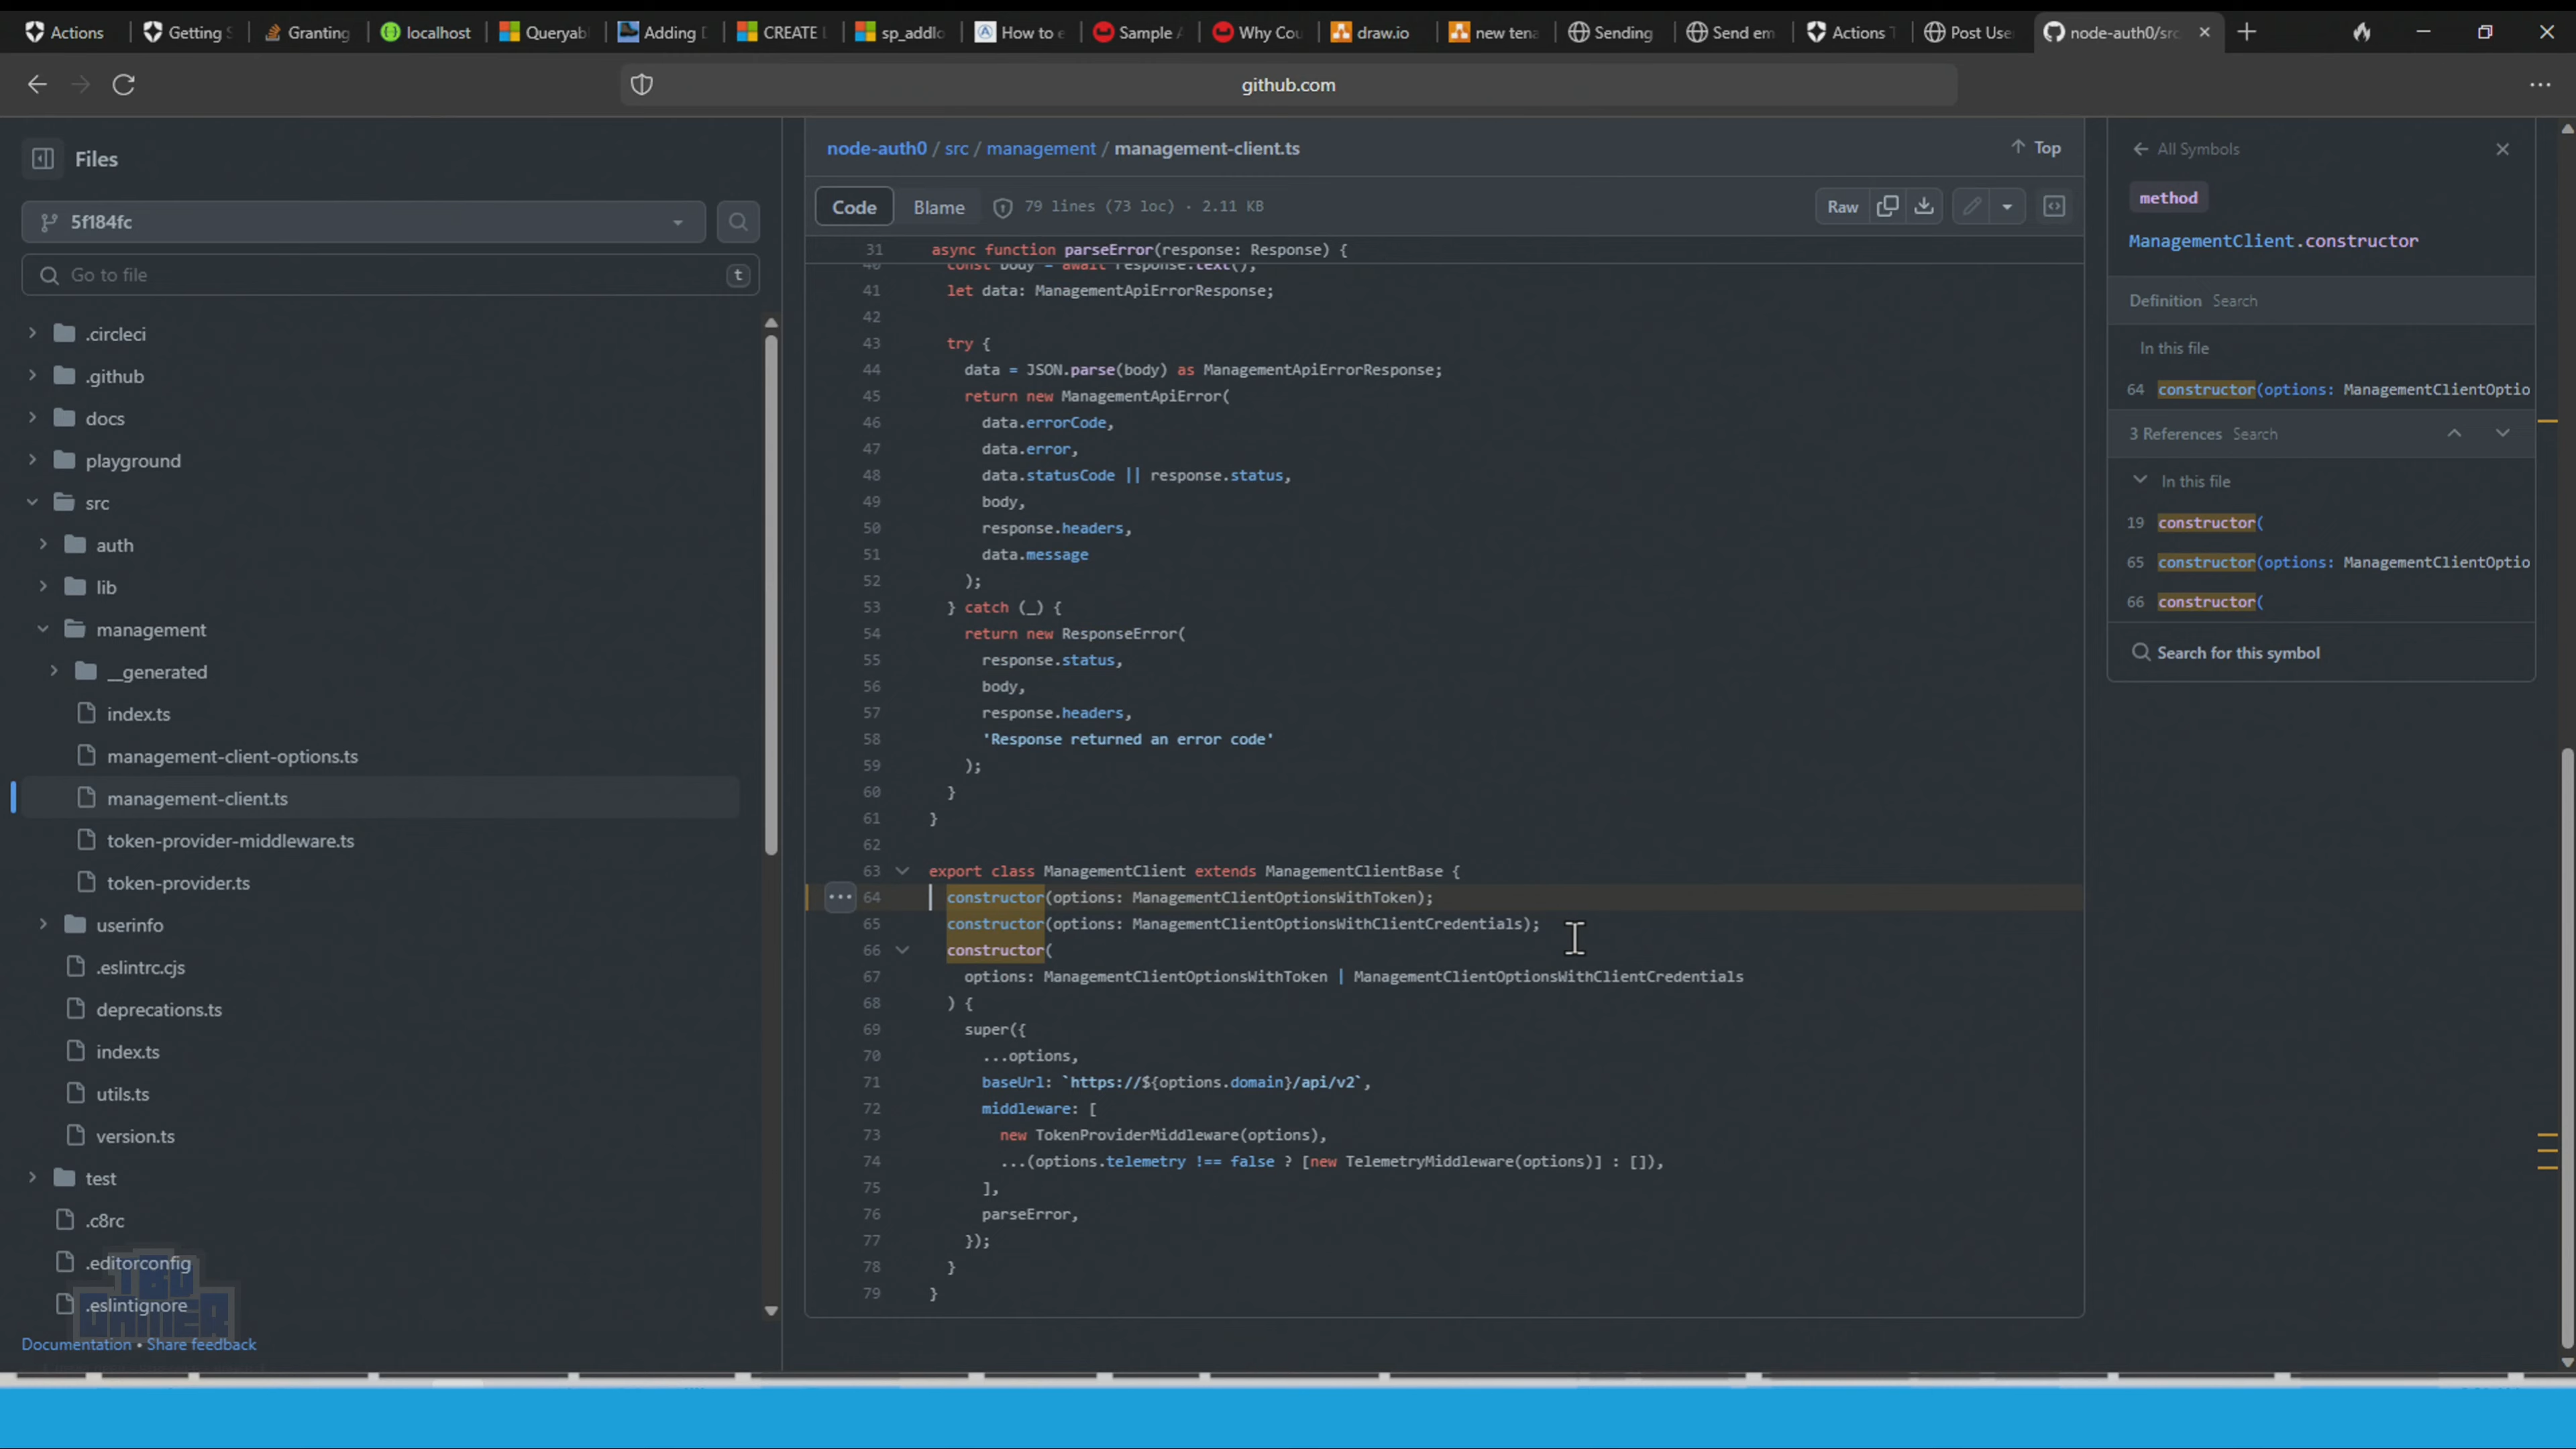 Actions
Getting S
Granting
localhost
Queryab
Adding D
CREATE L
sp_addlo
How to e
Sample A
Why Cou
draw.io
new tena
Sending
Send em
Actions T
Post Use
node-auth0/src
github.com
Files
5f184fc
Go to file
t
.circleci
.github
docs
playground
src
auth
lib
management
__generated
index.ts
management-client-options.ts
management-client.ts
token-provider-middleware.ts
token-provider.ts
userinfo
.eslintrc.cjs
deprecations.ts
index.ts
utils.ts
version.ts
test
.c8rc
.editorconfig
.eslintignore
Documentation • Share feedback
node-auth0 / src / management / management-client.ts
Top
Code Blame 79 lines (73 loc) · 2.11 KB
Raw
31 async function parseError(response: Response) {
40 const body = await response.text();
41 let data: ManagementApiErrorResponse;
42
43 try {
44 data = JSON.parse(body) as ManagementApiErrorResponse;
45 return new ManagementApiError(
46 data.errorCode,
47 data.error,
48 data.statusCode || response.status,
49 body,
50 response.headers,
51 data.message
52 );
53 } catch (_) {
54 return new ResponseError(
55 response.status,
56 body,
57 response.headers,
58 'Response returned an error code'
59 );
60 }
61 }
62
63 export class ManagementClient extends ManagementClientBase {
64 constructor(options: ManagementClientOptionsWithToken);
65 constructor(options: ManagementClientOptionsWithClientCredentials);
66 constructor(
67 options: ManagementClientOptionsWithToken | ManagementClientOptionsWithClientCredentials
68 ) {
69 super({
70 ...options,
71 baseUrl: `https://${options.domain}/api/v2`,
72 middleware: [
73 new TokenProviderMiddleware(options),
74 ...(options.telemetry !== false ? [new TelemetryMiddleware(options)] : []),
75 ],
76 parseError,
77 });
78 }
79 }
All Symbols
method
ManagementClient.constructor
Definition Search
In this file
64 constructor(options: ManagementClientOptio
3 References Search
In this file
19 constructor(
65 constructor(options: ManagementClientOptio
66 constructor(
Search for this symbol